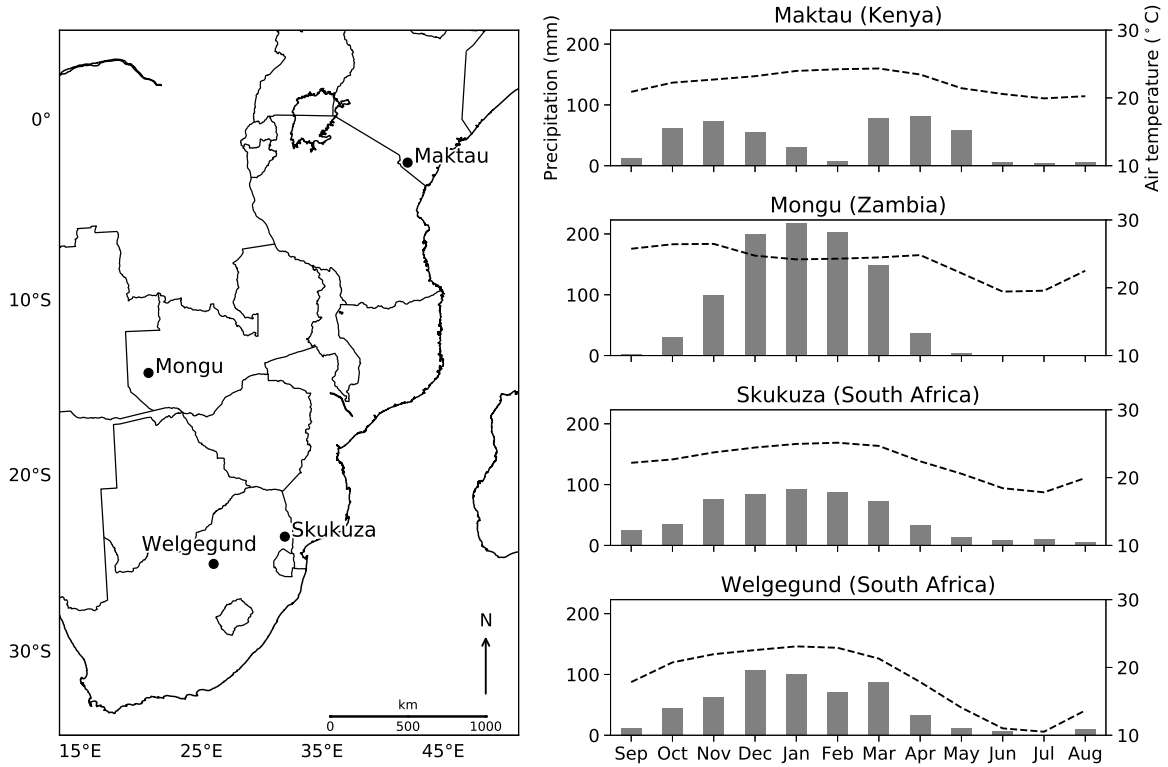 0°
10°S
20°S
30°S
15°E
25°E
35°E
45°E
Maktau
Mongu
Skukuza
Welgegund
N
km
0
500
1000
Maktau (Kenya)
Precipitation (mm)
Air temperature (°C)
200
100
0
30
20
10
Mongu (Zambia)
200
100
0
30
20
10
Skukuza (South Africa)
200
100
0
30
20
10
Welgegund (South Africa)
200
100
0
30
20
10
Sep Oct Nov Dec Jan Feb Mar Apr May Jun Jul Aug